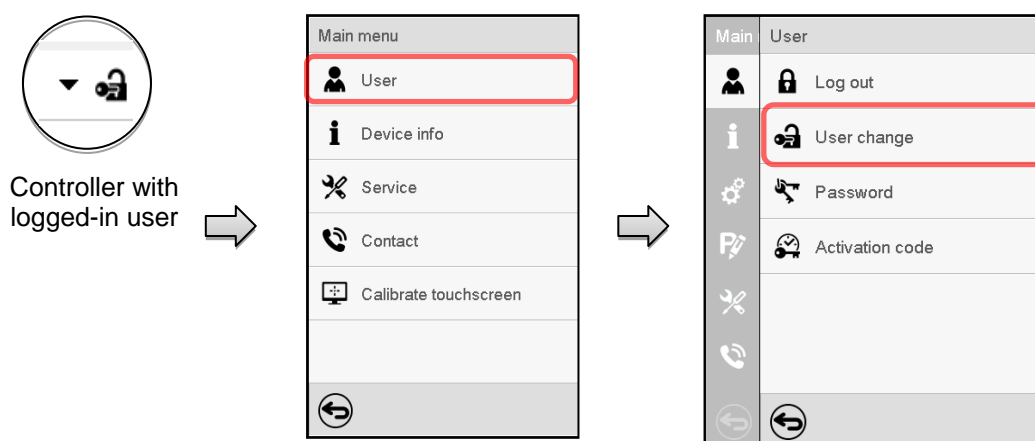 Controller with
logged-in user
Main menu
User
Device info
Service
Contact
Calibrate touchscreen
Main
User
Log out
User change
Password
Activation code